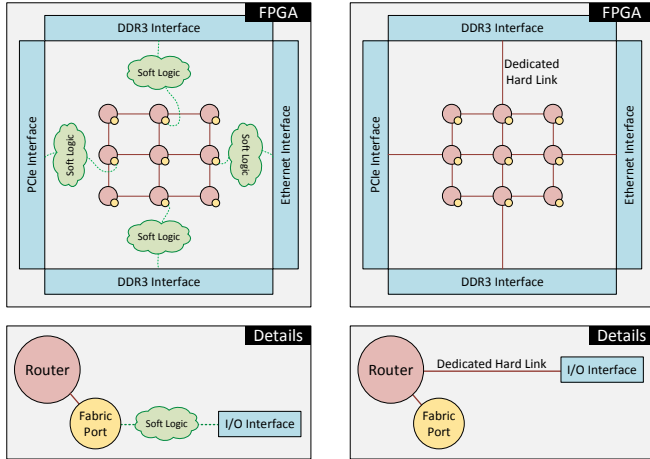 FPGA
DDR3 Interface
Soft Logic
PCIe Interface
Soft Logic
Soft Logic
Ethernet Interface
Soft Logic
DDR3 Interface
FPGA
DDR3 Interface
Dedicated
Hard Link
PCIe Interface
Ethernet Interface
DDR3 Interface
Details
Router
Fabric
Port
Soft Logic
I/O Interface
Details
Router
Dedicated Hard Link
I/O Interface
Fabric
Port